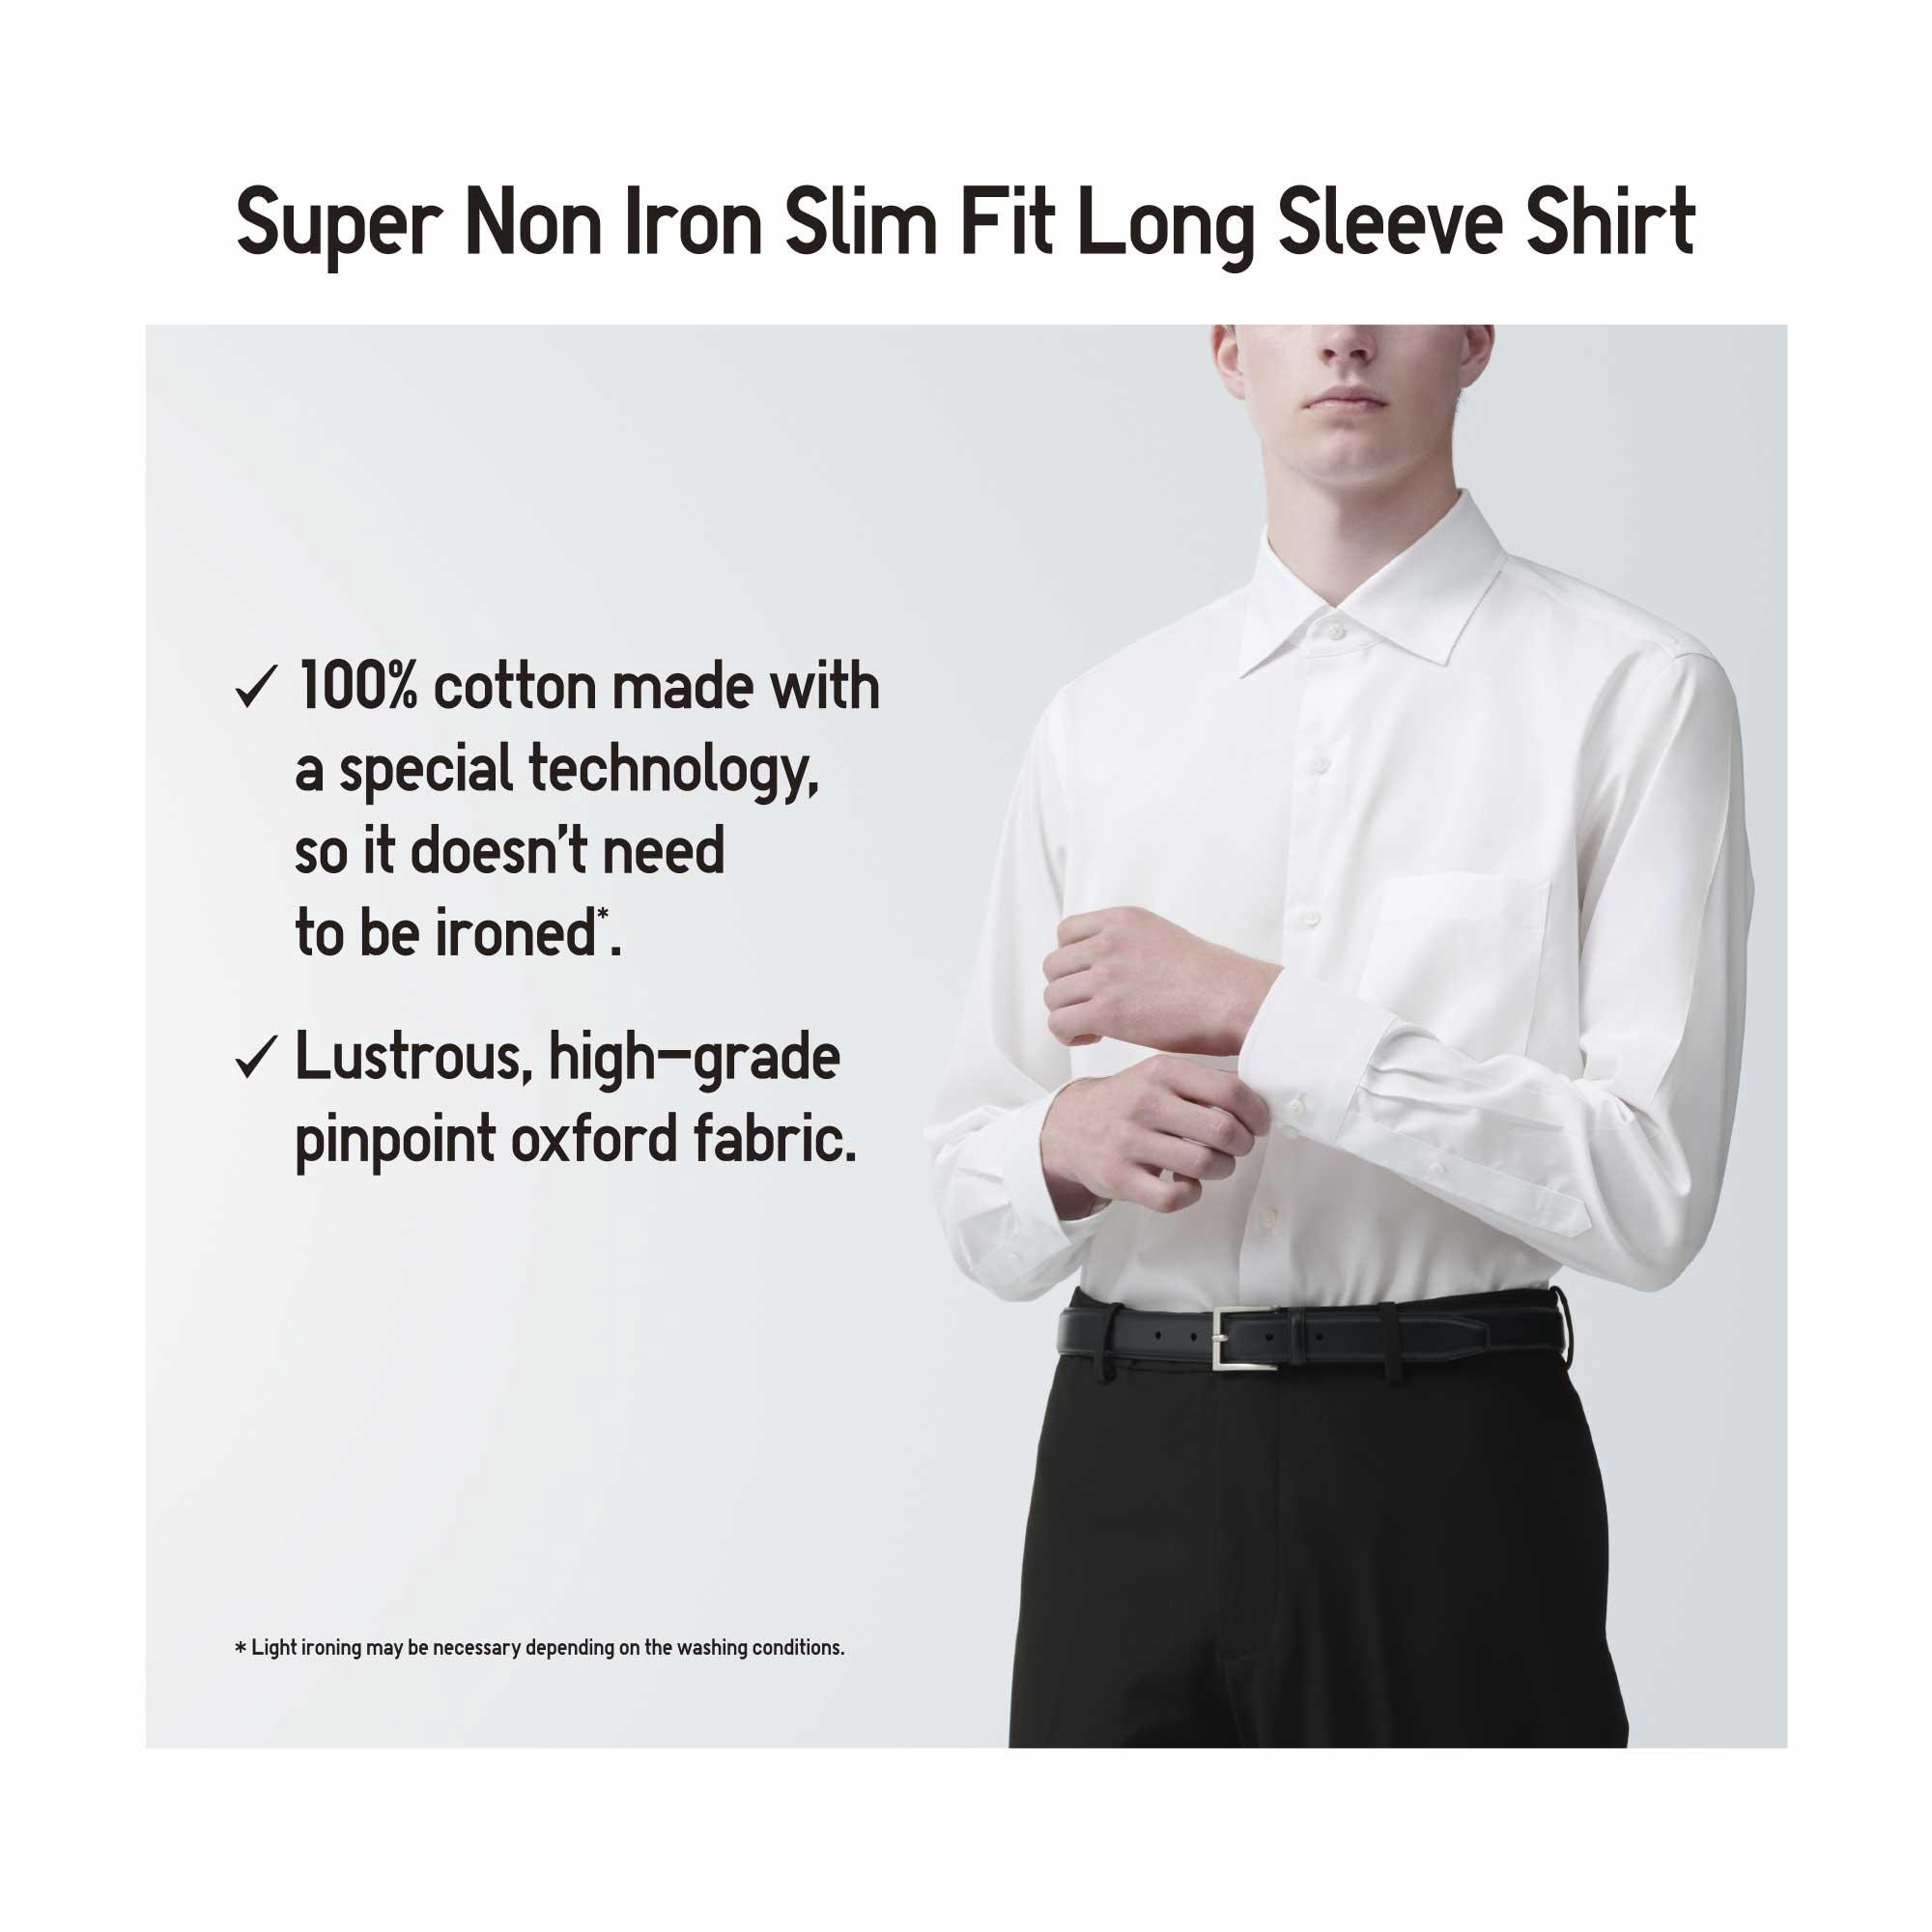 Super Non Iron Slim Fit Long Sleeve Shirt
✓ 100% cotton made with
a special technology,
so it doesn’t need
to be ironed*.
✓ Lustrous, high-grade
pinpoint oxford fabric.
* Light ironing may be necessary depending on the washing conditions.